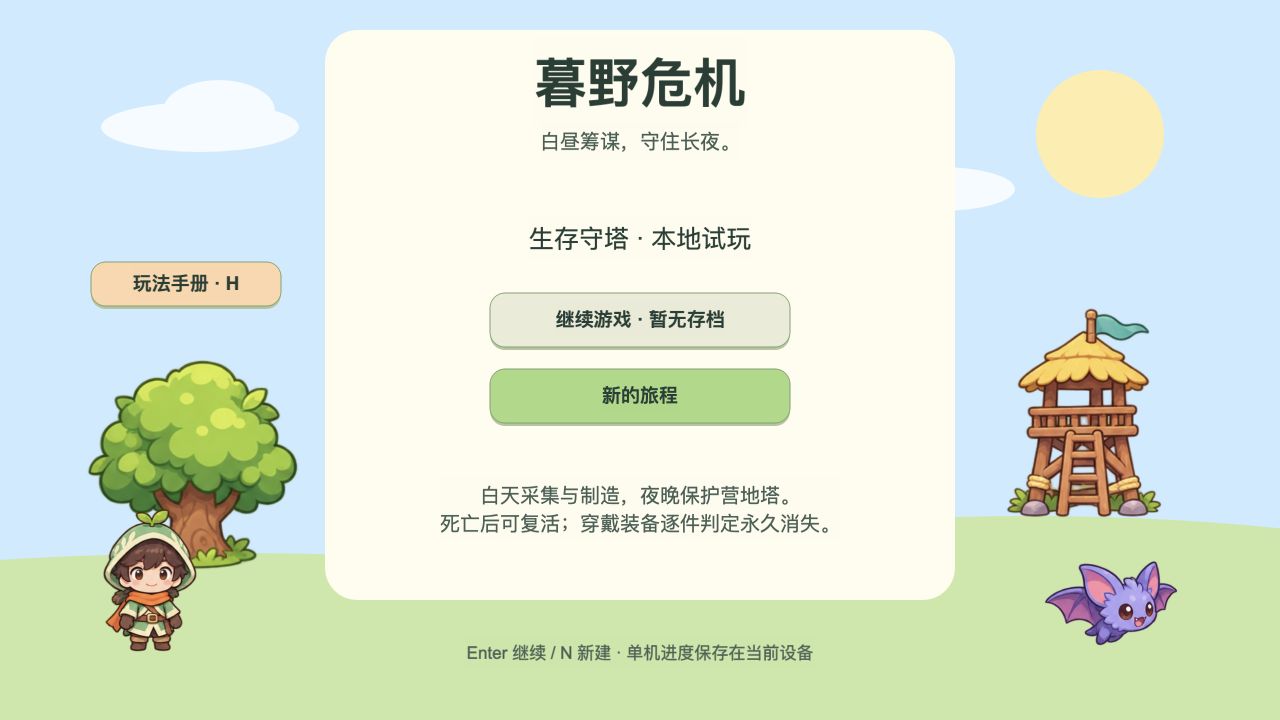 暮野危机
白昼筹谋，守住长夜。
生存守塔 · 本地试玩
玩法手册 · H
继续游戏 · 暂无存档
新的旅程
白天采集与制造，夜晚保护营地塔。
死亡后可复活；穿戴装备逐件判定永久消失。
Enter 继续 / N 新建 · 单机进度保存在当前设备